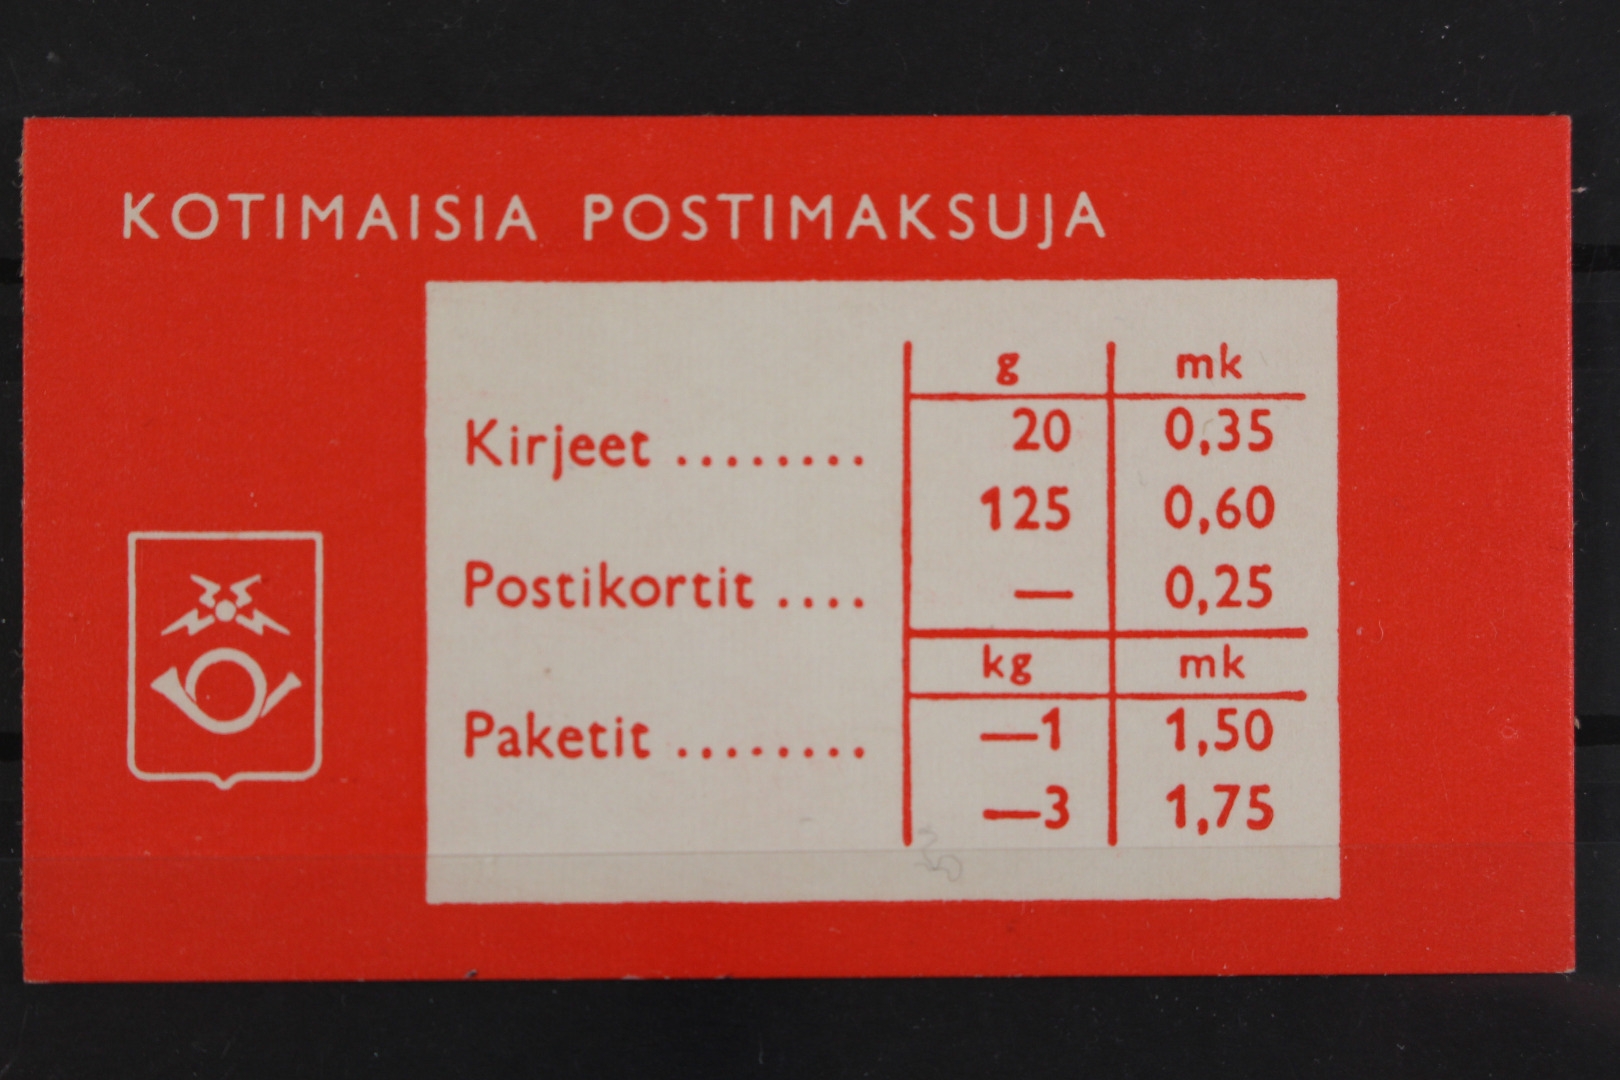 KOTIMAISIA POSTIMAKSUJA
g mk
Kirjeet ........ 20 0,35
125 0,60
Postikortit .... — 0,25
kg mk
Paketit ........ —1 1,50
—3 1,75